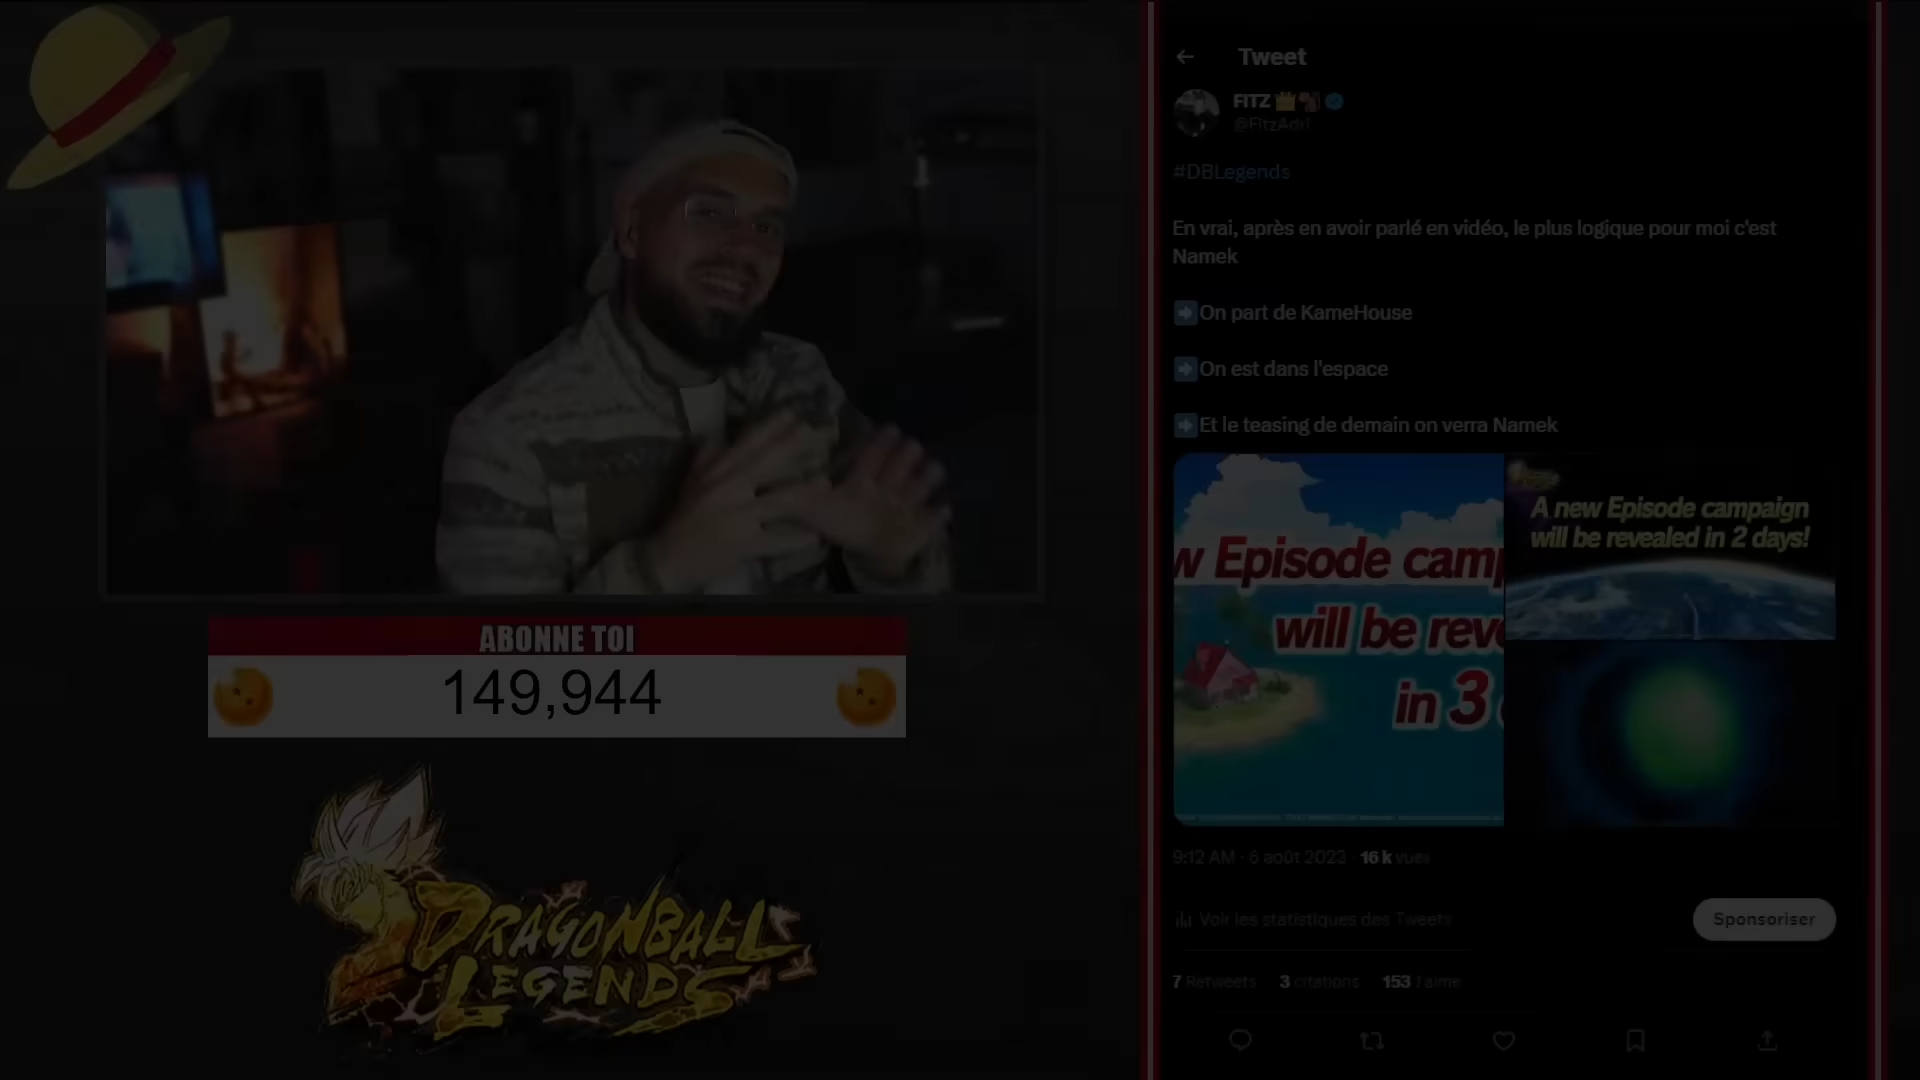 ABONNE TOI
149,944
DRAGONBALL
LEGENDS
Tweet
FITZ
@FitzAdri
#DBLegends
En vrai, après en avoir parlé en vidéo, le plus logique pour moi c'est
Namek
On part de KameHouse
On est dans l'espace
Et le teasing de demain on verra Namek
w Episode camp
will be reve
in 3
A new Episode campaign
will be revealed in 2 days!
9:12 AM · 6 août 2023 · 16 k vues
Voir les statistiques des Tweets
Sponsoriser
7 Retweets 3 citations 153 J'aime